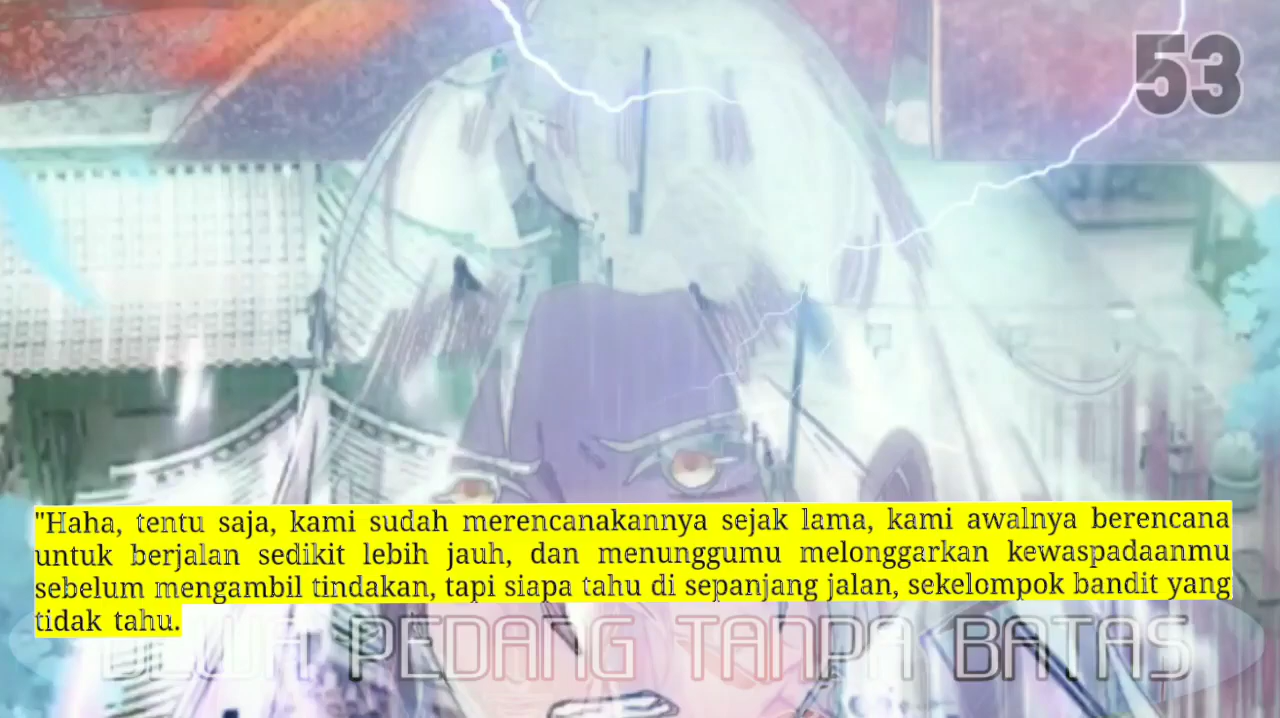 53
"Haha, tentu saja, kami sudah merencanakannya sejak lama, kami awalnya berencana
untuk berjalan sedikit lebih jauh, dan menunggumu melonggarkan kewaspadaanmu
sebelum mengambil tindakan, tapi siapa tahu di sepanjang jalan, sekelompok bandit yang
tidak tahu.
DEWA PEDANG TANPA BATAS